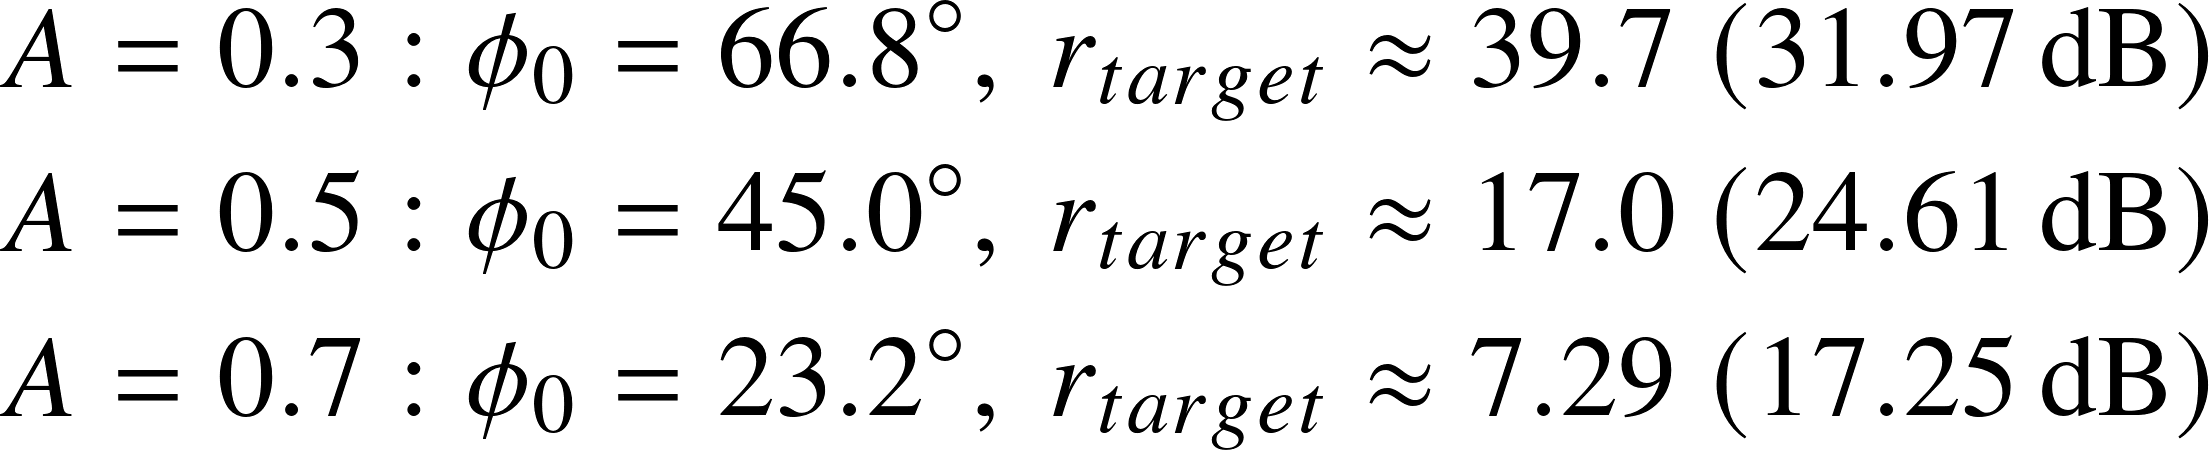 A = 0.3 : ϕ₀ = 66.8°, r_target ≈ 39.7 (31.97 dB)
A = 0.5 : ϕ₀ = 45.0°, r_target ≈ 17.0 (24.61 dB)
A = 0.7 : ϕ₀ = 23.2°, r_target ≈ 7.29 (17.25 dB)